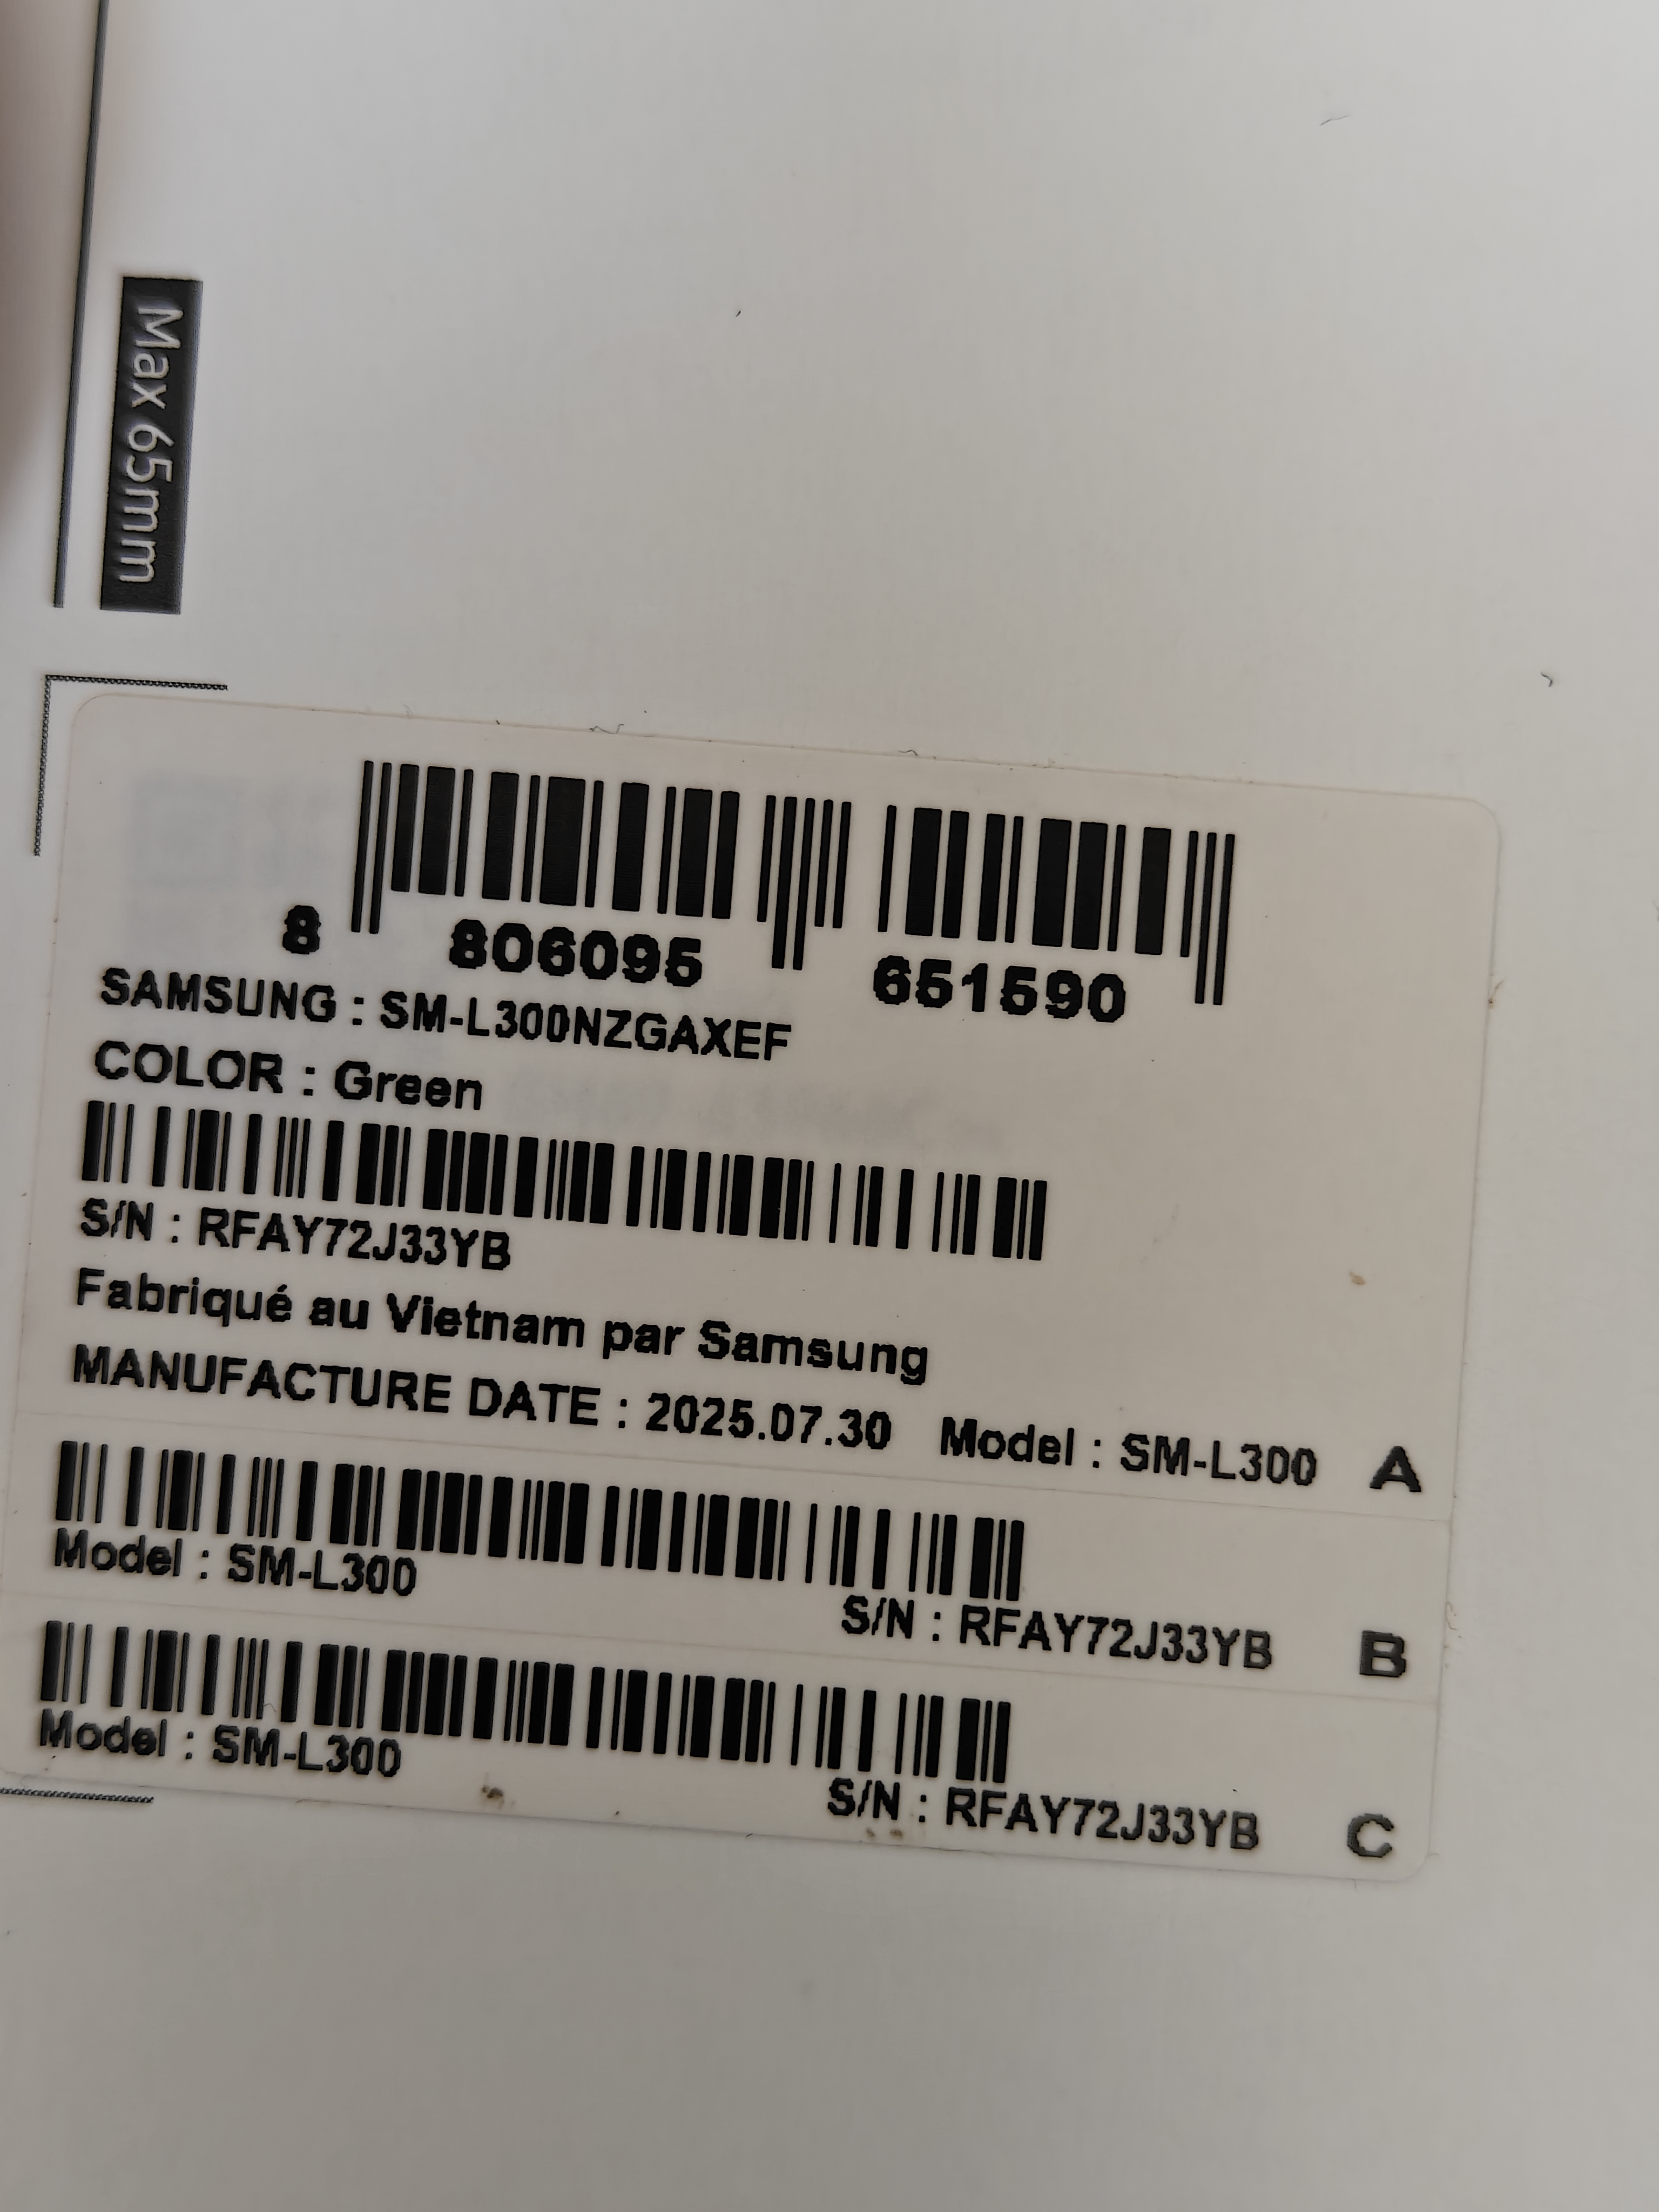 Max 65mm
8 806095 651590
SAMSUNG : SM-L300NZGAXEF
COLOR : Green
S/N : RFAY72J33YB
Fabriqué au Vietnam par Samsung
MANUFACTURE DATE : 2025.07.30 Model : SM-L300 A
Model : SM-L300
S/N : RFAY72J33YB B
Model : SM-L300
S/N : RFAY72J33YB C